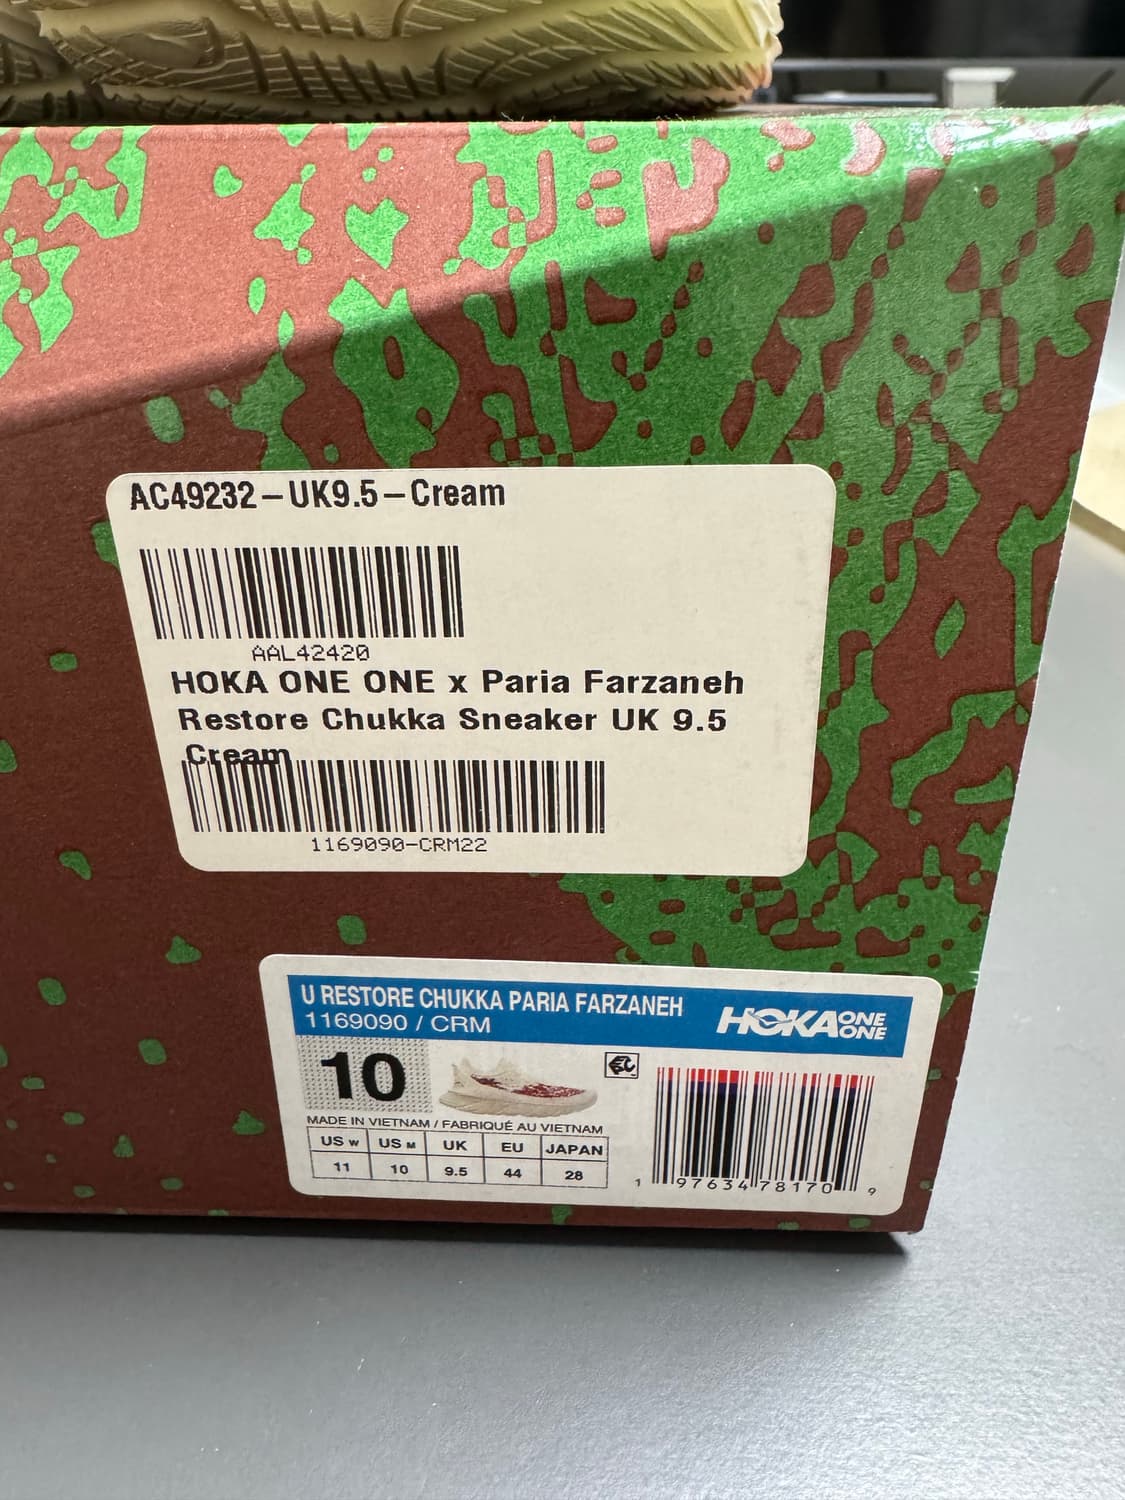 AC49232-UK9.5-Cream
AAL42420
HOKA ONE ONE x Paria Farzaneh
Restore Chukka Sneaker UK 9.5
Cream
1169090-CRM22
U RESTORE CHUKKA PARIA FARZANEH
1169090 / CRM
HOKA ONE ONE
10
MADE IN VIETNAM / FABRIQUÉ AU VIETNAM
US W US M UK EU JAPAN
11 10 9.5 44 28
1 97634 78170 9